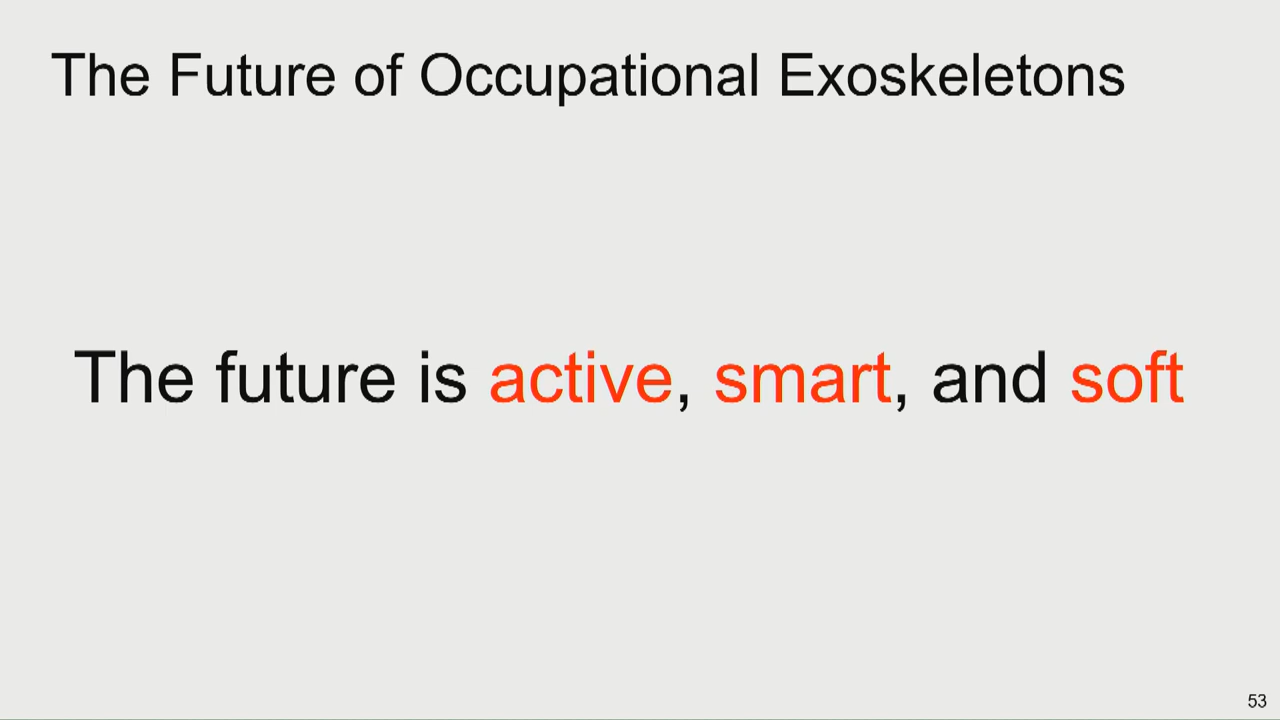 The Future of Occupational Exoskeletons
The future is active, smart, and soft
53